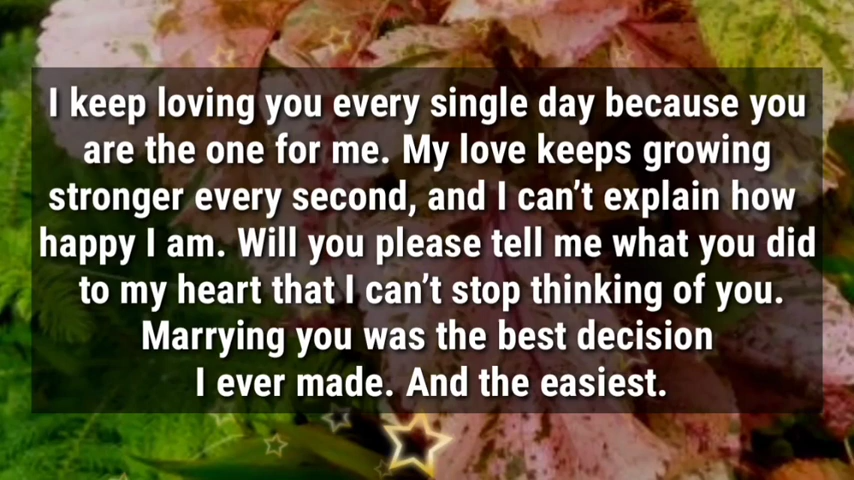 I keep loving you every single day because you
are the one for me. My love keeps growing
stronger every second, and I can’t explain how
happy I am. Will you please tell me what you did
to my heart that I can’t stop thinking of you.
Marrying you was the best decision
I ever made. And the easiest.